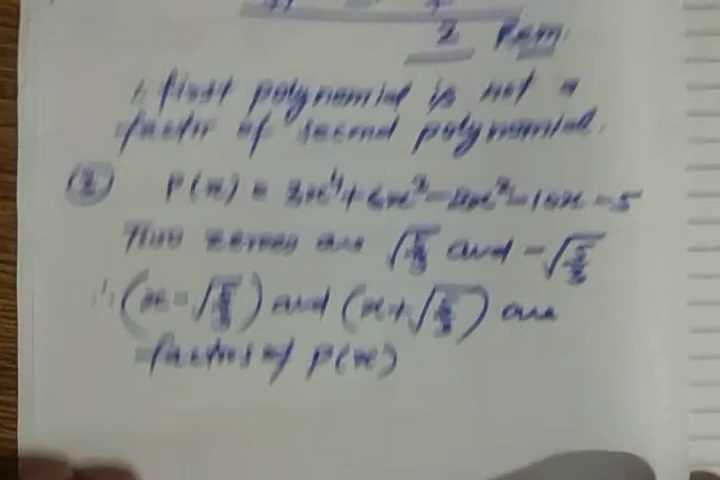 2 Rem.
∴ first polynomial is not a
factor of second polynomial.
(2) P(x) = 3x⁴+6x³-2x²-10x-5
Two zeroes are √5/3 and -√5/3
∴ (x-√5/3) and (x+√5/3) are
factors of P(x)